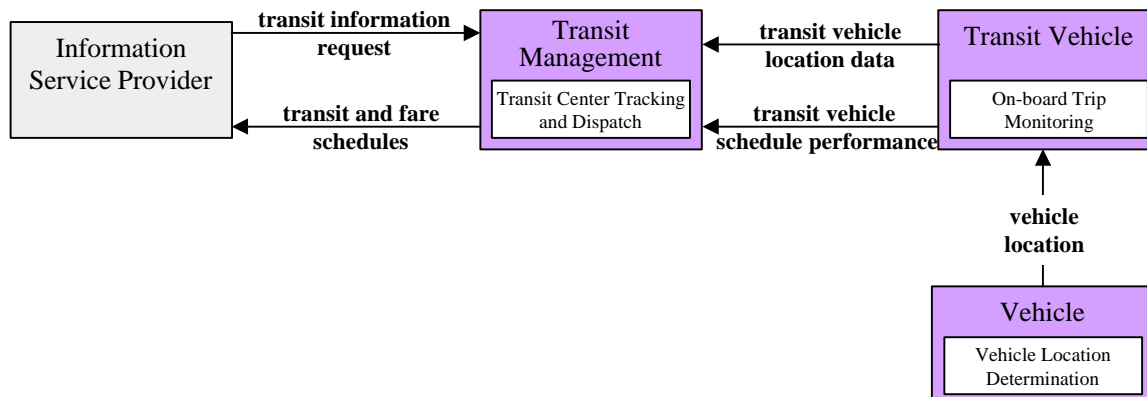 Information
Service Provider
transit information
request
transit and fare
schedules
Transit
Management
Transit Center Tracking
and Dispatch
transit vehicle
location data
transit vehicle
schedule performance
Transit Vehicle
On-board Trip
Monitoring
vehicle
location
Vehicle
Vehicle Location
Determination